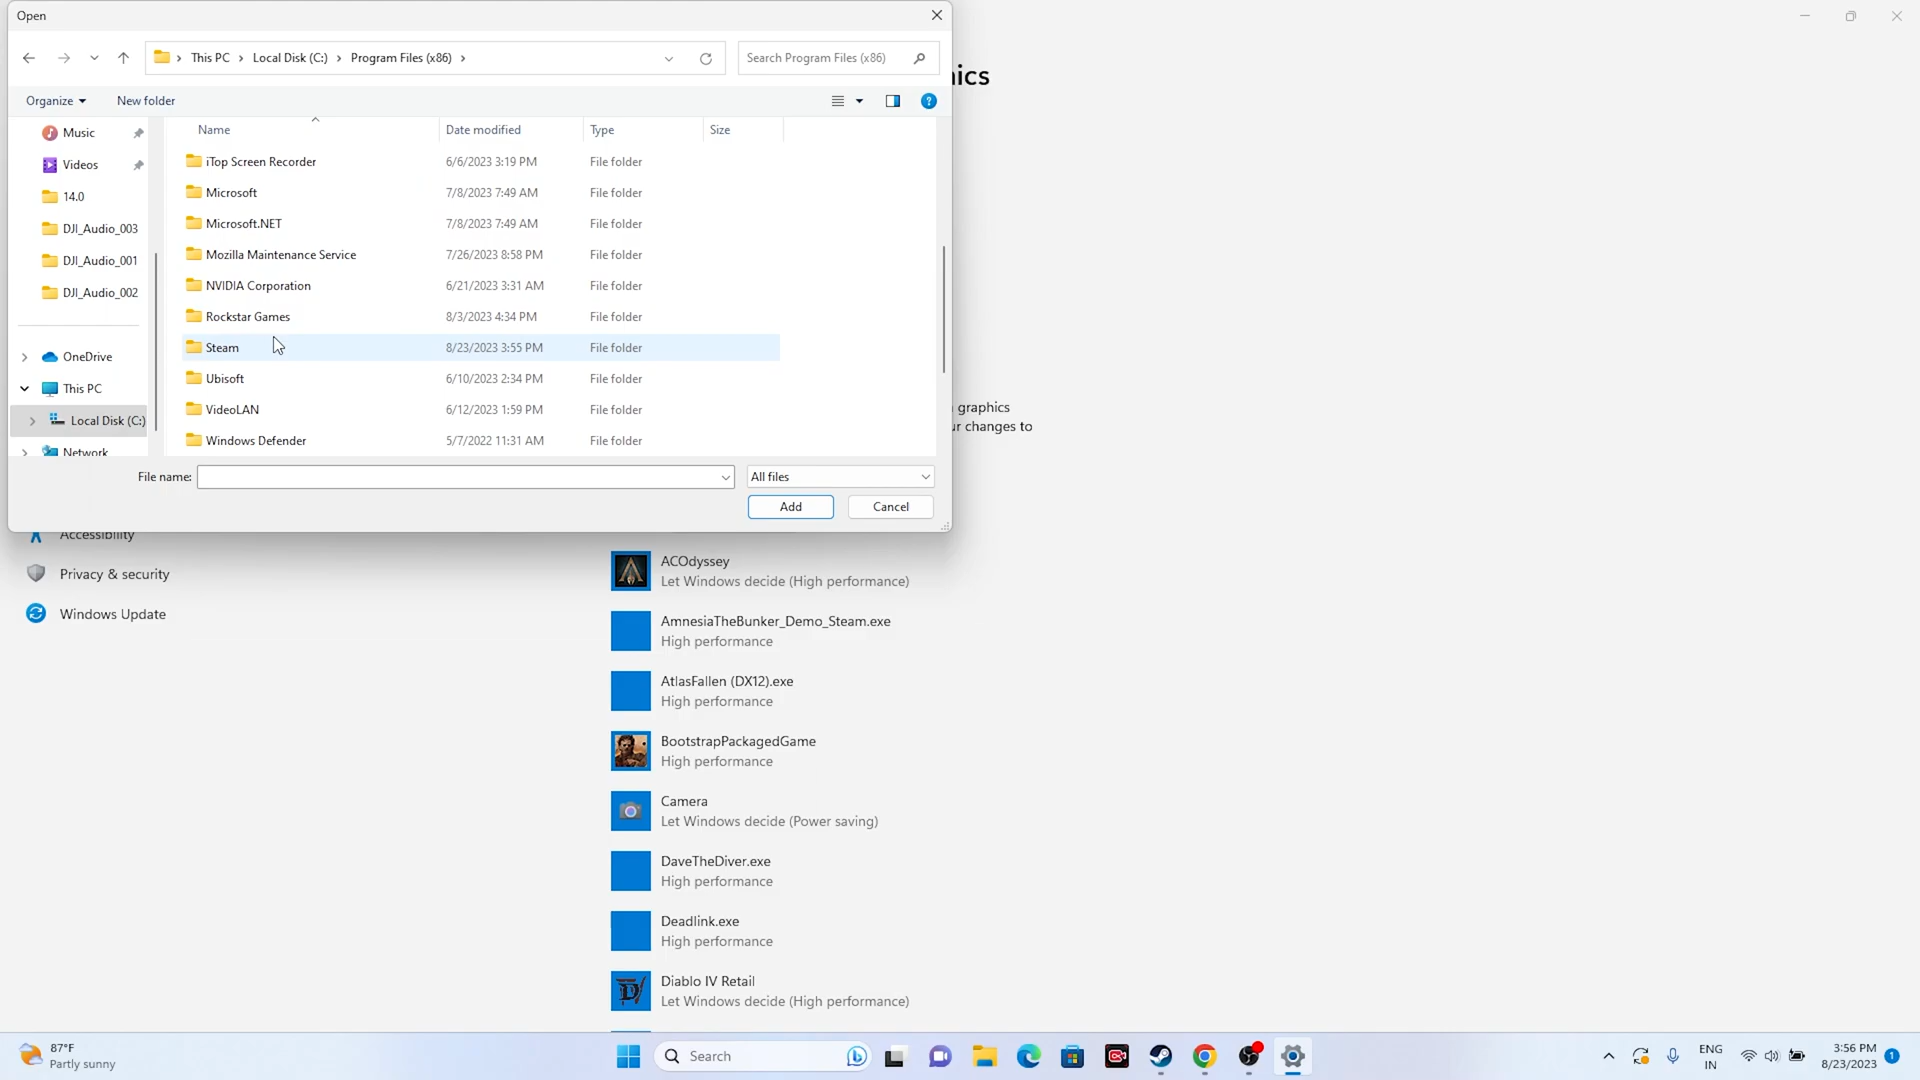 Open
This PC > Local Disk (C:) > Program Files (x86) >
Search Program Files (x86)
ics
Organize
New folder
Name
Date modified
Type
Size
Music
Videos
14.0
DJI_Audio_003
DJI_Audio_001
DJI_Audio_002
OneDrive
This PC
Local Disk (C:)
Network
iTop Screen Recorder 6/6/2023 3:19 PM File folder
Microsoft 7/8/2023 7:49 AM File folder
Microsoft.NET 7/8/2023 7:49 AM File folder
Mozilla Maintenance Service 7/26/2023 8:58 PM File folder
NVIDIA Corporation 6/21/2023 3:31 AM File folder
Rockstar Games 8/3/2023 4:34 PM File folder
Steam 8/23/2023 3:55 PM File folder
Ubisoft 6/10/2023 2:34 PM File folder
VideoLAN 6/12/2023 1:59 PM File folder
Windows Defender 5/7/2022 11:31 AM File folder
graphics
ur changes to
File name:
All files
Add
Cancel
Accessibility
Privacy & security
Windows Update
ACOdyssey
Let Windows decide (High performance)
AmnesiaTheBunker_Demo_Steam.exe
High performance
AtlasFallen (DX12).exe
High performance
BootstrapPackagedGame
High performance
Camera
Let Windows decide (Power saving)
DaveTheDiver.exe
High performance
Deadlink.exe
High performance
Diablo IV Retail
Let Windows decide (High performance)
87°F
Partly sunny
Search
ENG
IN
3:56 PM
8/23/2023
1